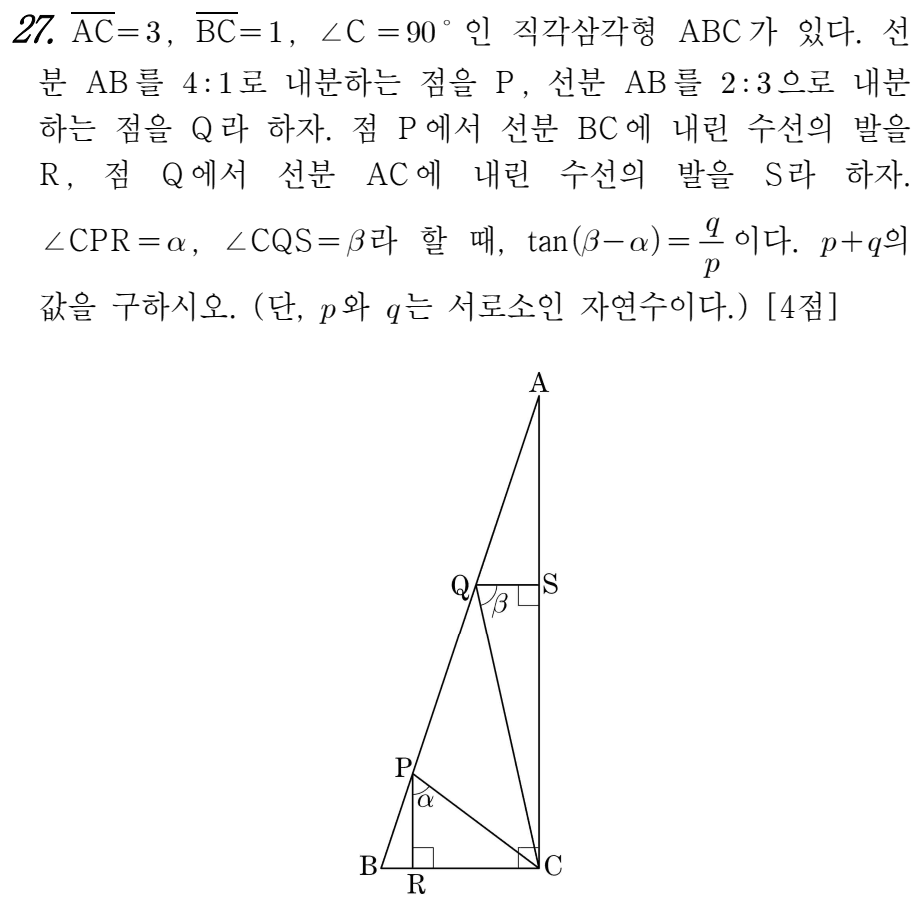 27. AC=3, BC=1, ∠C=90°인 직각삼각형 ABC가 있다. 선
분 AB를 4:1로 내분하는 점을 P, 선분 AB를 2:3으로 내분
하는 점을 Q라 하자. 점 P에서 선분 BC에 내린 수선의 발을
R, 점 Q에서 선분 AC에 내린 수선의 발을 S라 하자.
∠CPR=α, ∠CQS=β라 할 때, tan(β−α)=q/p이다. p+q의
값을 구하시오. (단, p와 q는 서로소인 자연수이다.) [4점]
A
Q
S
β
P
α
B
C
R